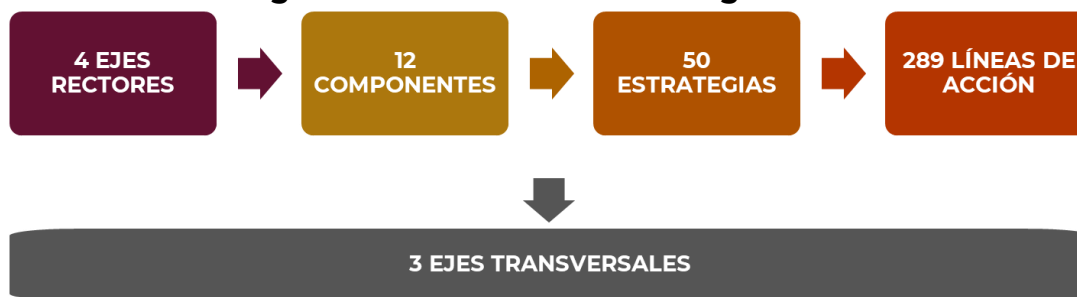 4 EJES
RECTORES
12
COMPONENTES
50
ESTRATEGIAS
289 LÍNEAS DE
ACCIÓN
3 EJES TRANSVERSALES